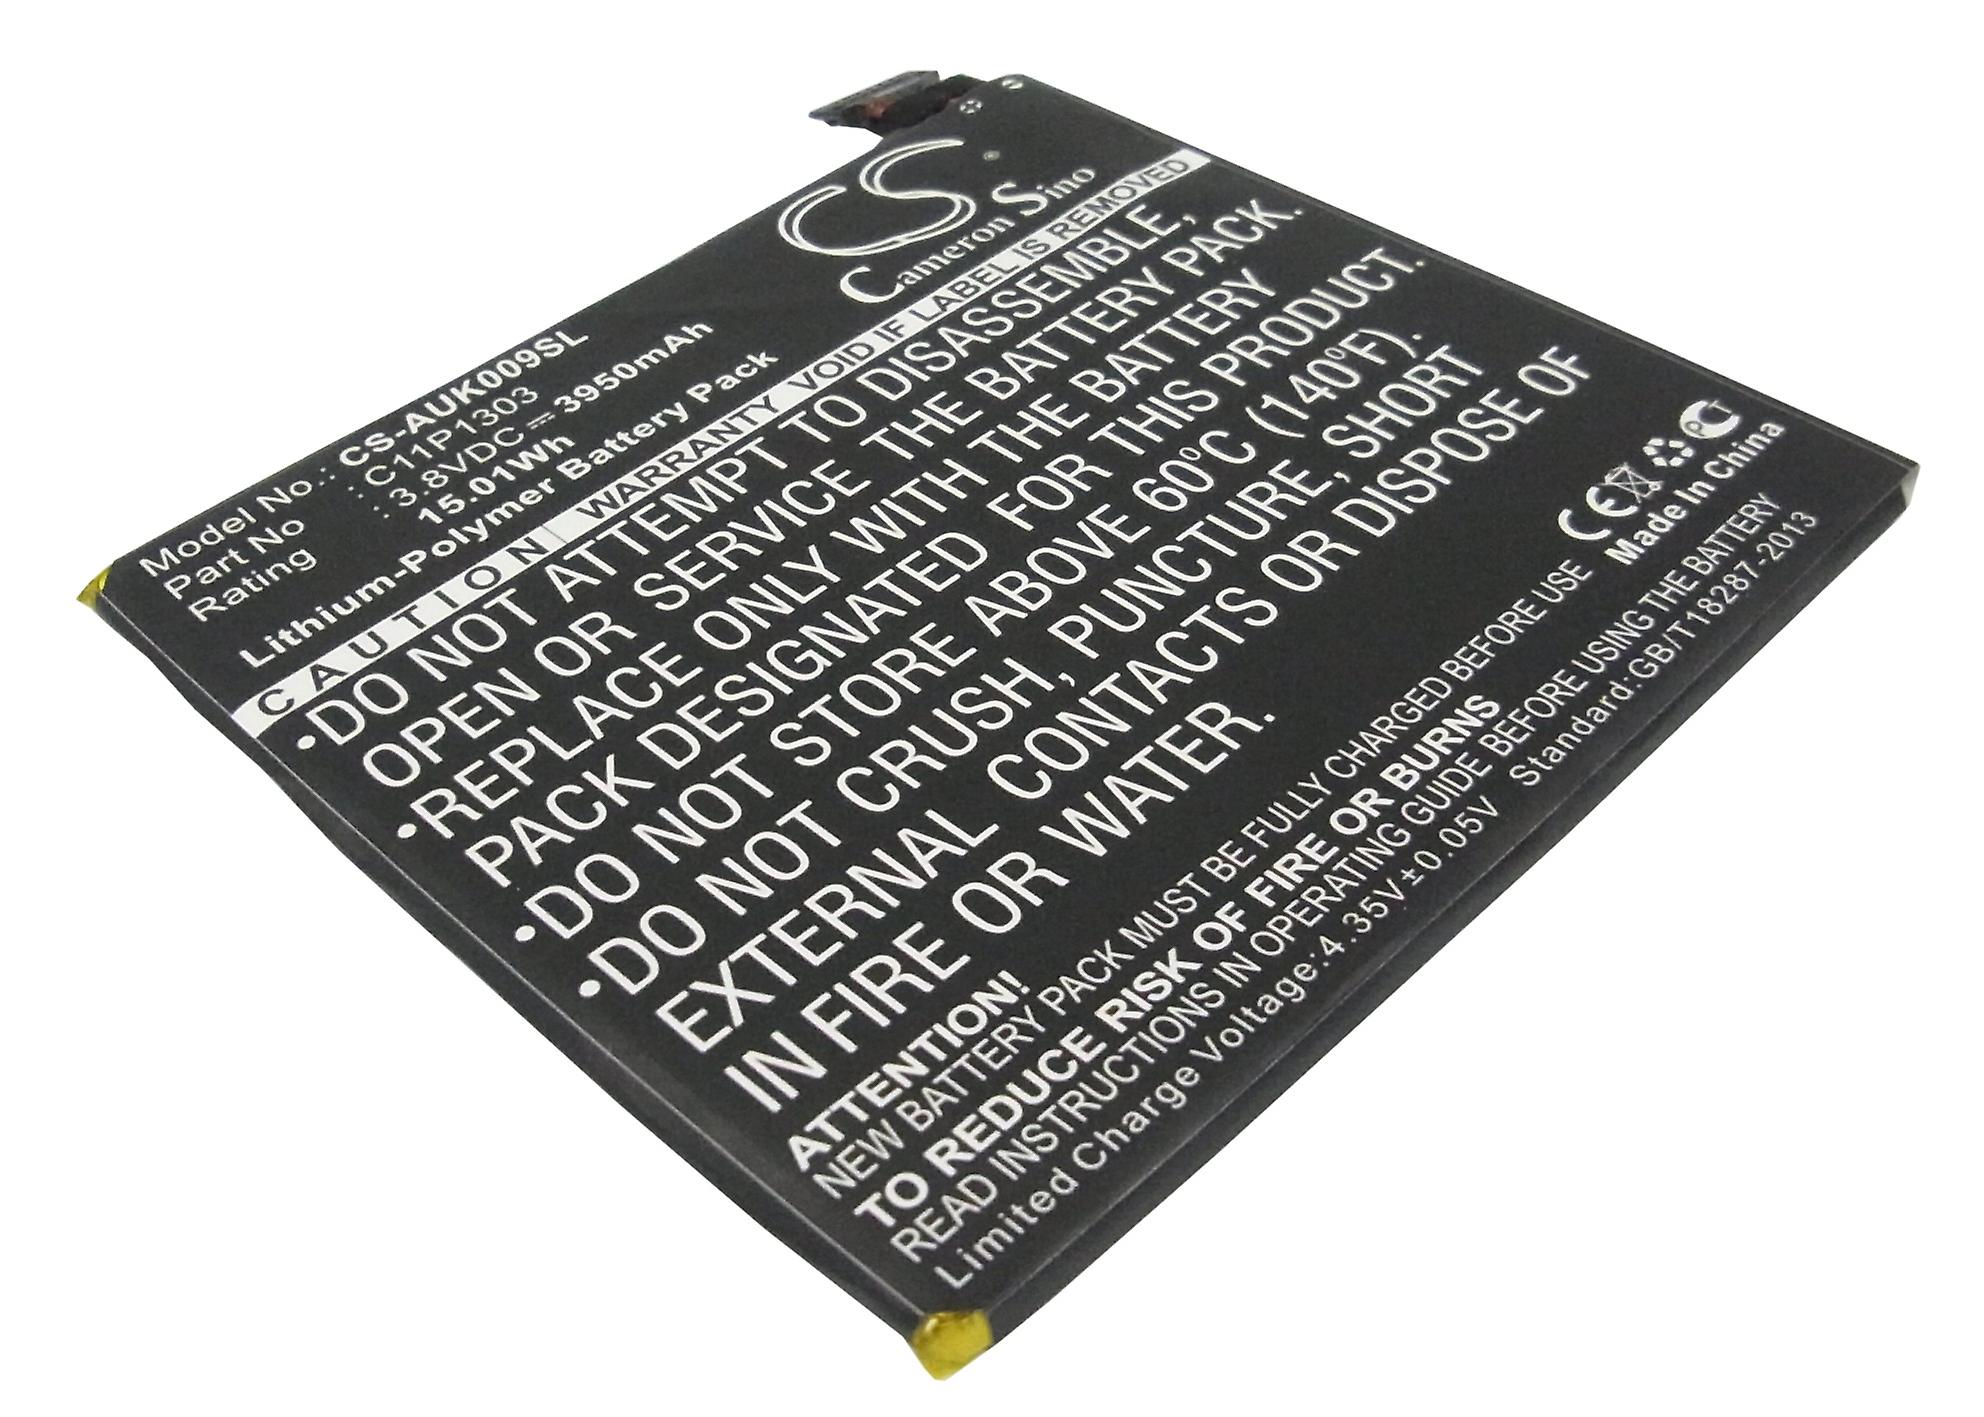 CS
Cameron Sino
Model No.: CS-AUK009SL
Part No : C11P1303
Rating : 3.8VDC⎓3950mAh
15.01Wh
Lithium-Polymer Battery Pack
CAUTION WARRANTY VOID IF LABEL IS REMOVED
•DO NOT ATTEMPT TO DISASSEMBLE,
OPEN OR SERVICE THE BATTERY PACK.
•REPLACE ONLY WITH THE BATTERY
PACK DESIGNATED FOR THIS PRODUCT.
•DO NOT STORE ABOVE 60°C (140°F).
•DO NOT CRUSH, PUNCTURE, SHORT
EXTERNAL CONTACTS OR DISPOSE OF
IN FIRE OR WATER.
CE PCT
Made In China
ATTENTION!
NEW BATTERY PACK MUST BE FULLY CHARGED BEFORE USE
TO REDUCE RISK OF FIRE OR BURNS
READ INSTRUCTIONS IN OPERATING GUIDE BEFORE USING THE BATTERY
Limited Charge Voltage:4.35V±0.05V Standard:GB/T18287-2013